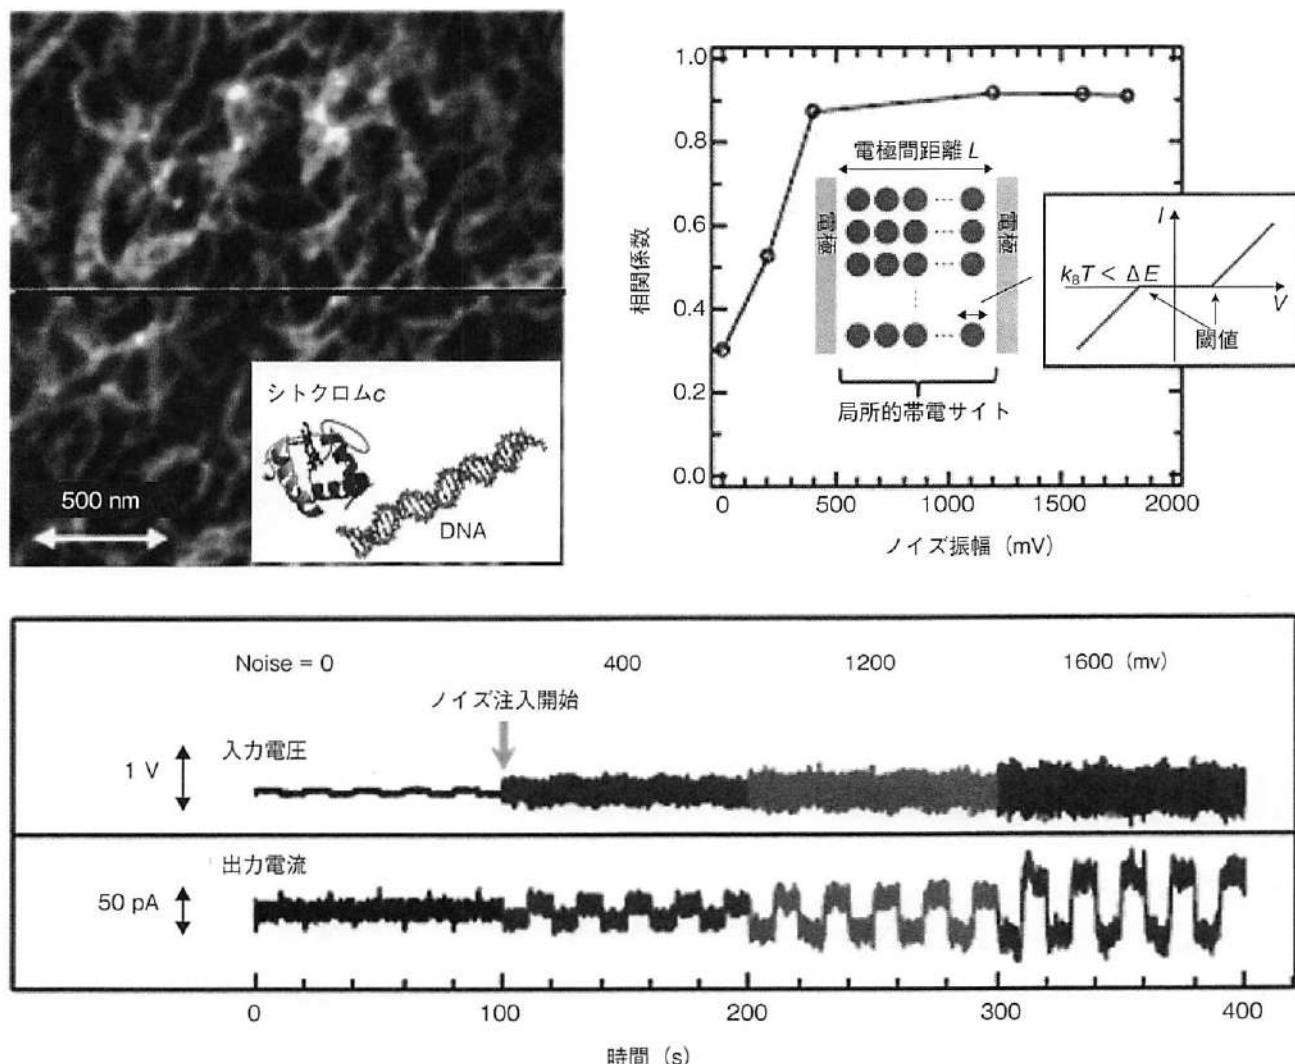 シトクロムc
500 nm
DNA
1.0
0.8
0.6
0.4
0.2
0.0
相関係数
電極間距離 L
電極
電極
局所的帯電サイト
I
kBT < ΔE
V
閾値
0
500
1000
1500
2000
ノイズ振幅 (mV)
Noise = 0
400
1200
1600 (mv)
ノイズ注入開始
入力電圧
1 V
出力電流
50 pA
0
100
200
300
400
時間 (s)